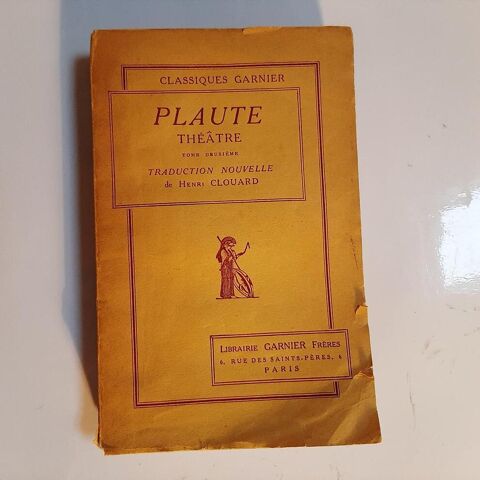 CLASSIQUES GARNIER
PLAUTE
THÉÂTRE
TOME DEUXIÈME
TRADUCTION NOUVELLE
de HENRI CLOUARD
LIBRAIRIE GARNIER FRÈRES
6, RUE DES SAINTS-PÈRES, 6
PARIS